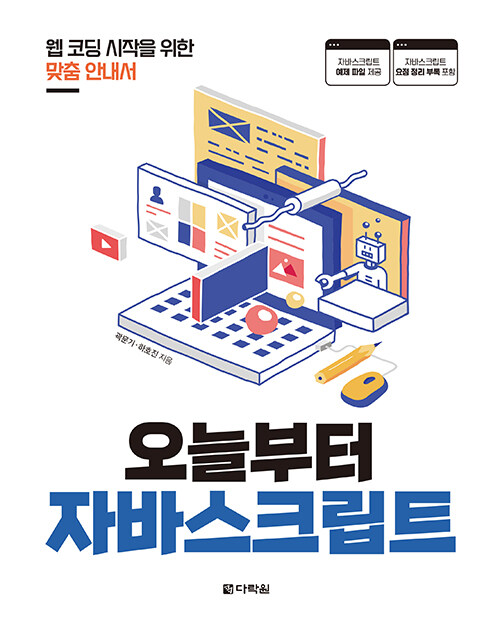 웹 코딩 시작을 위한
맞춤 안내서
자바스크립트
예제 파일 제공
자바스크립트
요점 정리 부록 포함
곽문기·하호진 지음
오늘부터
자바스크립트
다락원